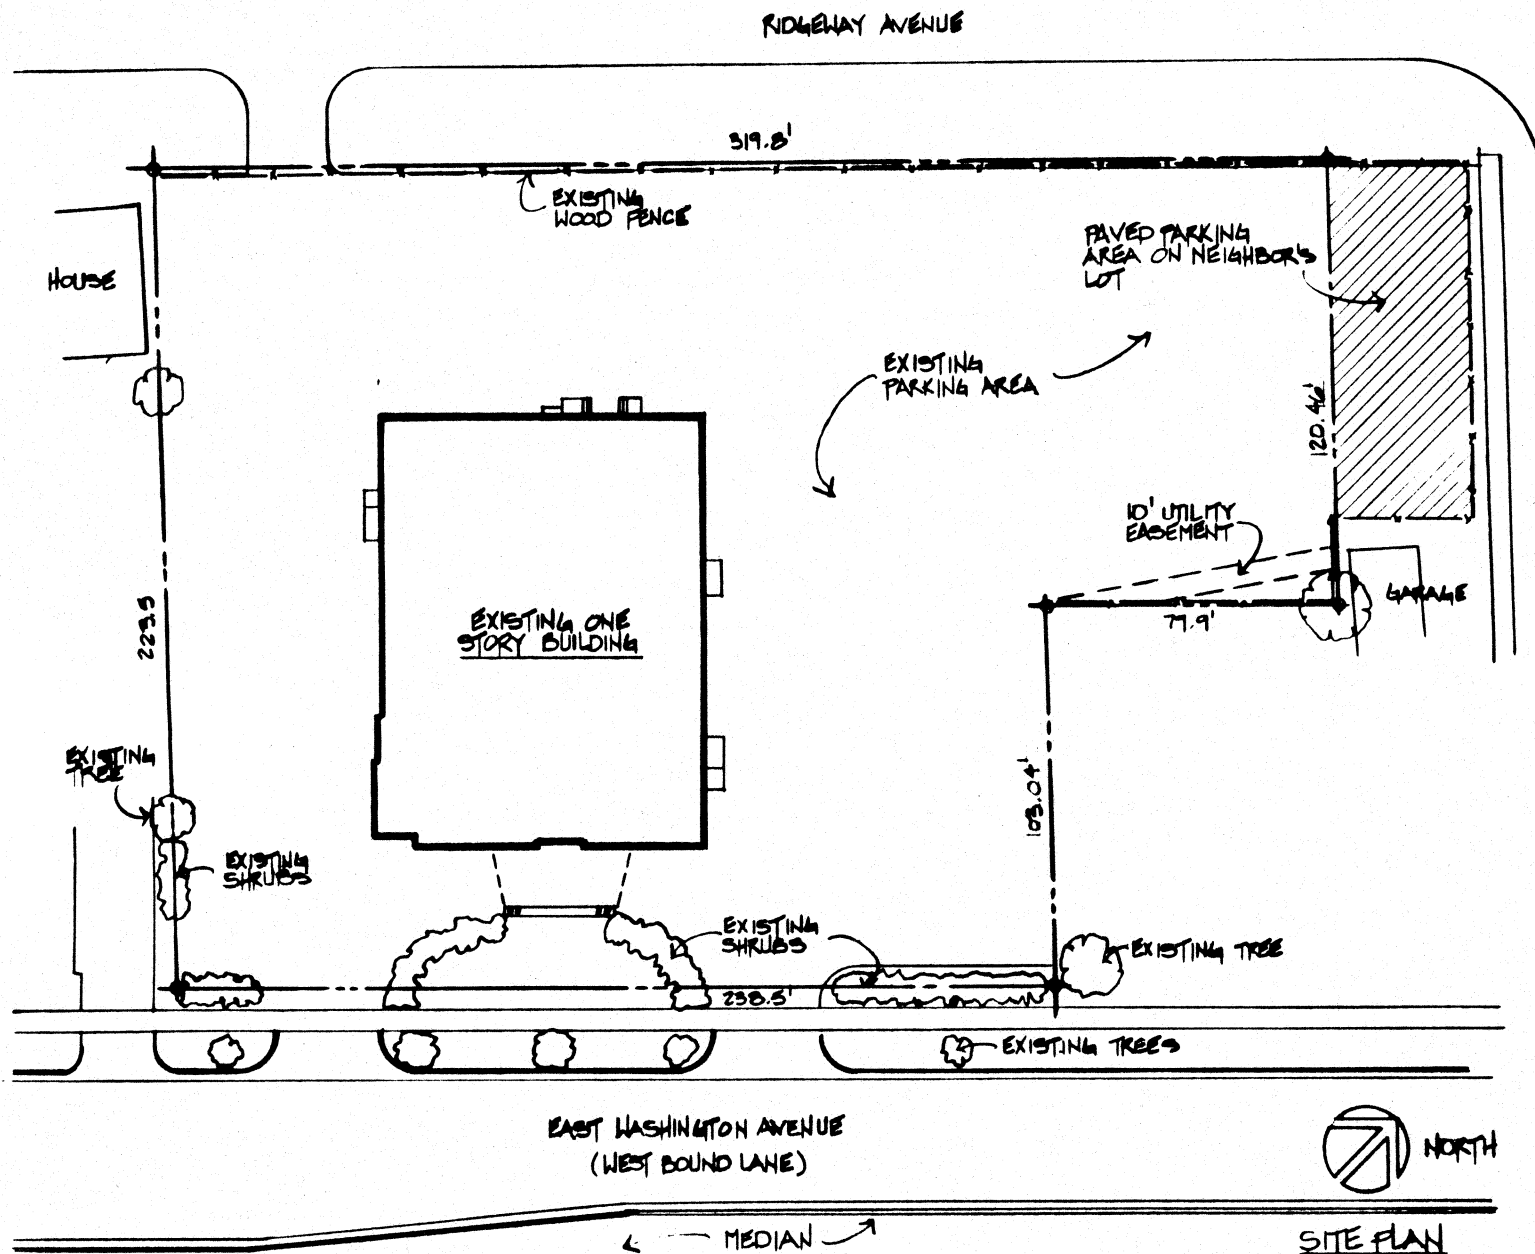 RIDGEWAY AVENUE
319.8'
EXISTING
WOOD FENCE
HOUSE
PAVED PARKING
AREA ON NEIGHBOR'S
LOT
EXISTING
PARKING AREA
120.46'
10' UTILITY
EASEMENT
GARAGE
77.9'
223.5
EXISTING ONE
STORY BUILDING
EXISTING
TREE
103.04'
EXISTING
SHRUBS
EXISTING
SHRUBS
EXISTING TREE
238.5'
EXISTING TREES
EAST WASHINGTON AVENUE
(WEST BOUND LANE)
NORTH
MEDIAN
SITE PLAN